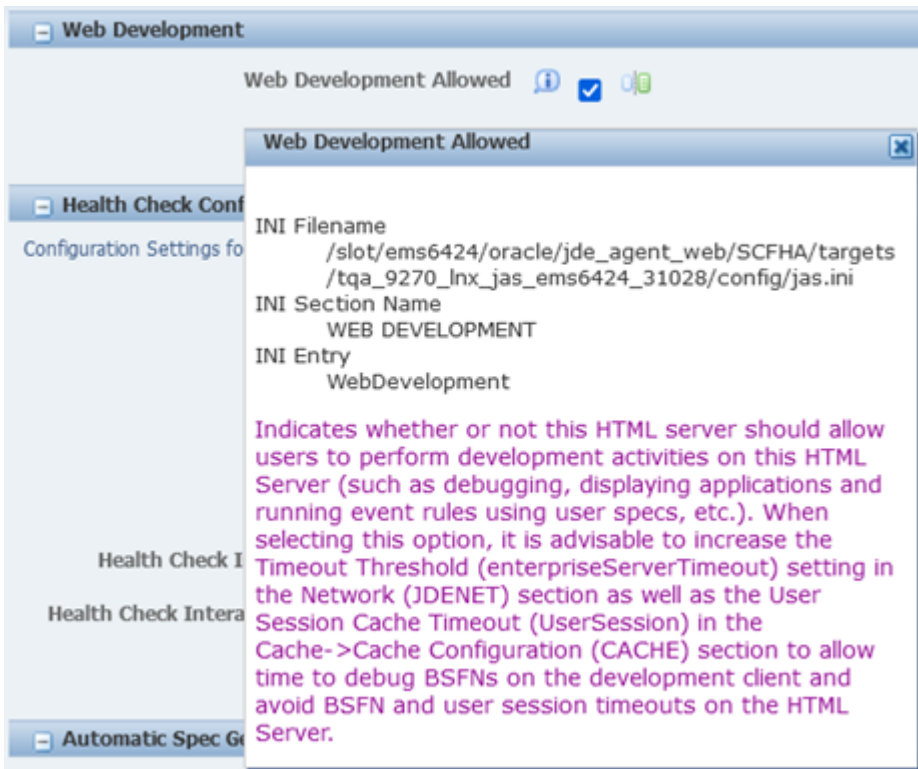 Web Development
Web Development Allowed
Web Development Allowed
Health Check Conf
Configuration Settings fo
INI Filename
/slot/ems6424/oracle/jde_agent_web/SCFHA/targets
/tqa_9270_lnx_jas_ems6424_31028/config/jas.ini
INI Section Name
WEB DEVELOPMENT
INI Entry
WebDevelopment
Indicates whether or not this HTML server should allow
users to perform development activities on this HTML
Server (such as debugging, displaying applications and
running event rules using user specs, etc.). When
selecting this option, it is advisable to increase the
Timeout Threshold (enterpriseServerTimeout) setting in
the Network (JDENET) section as well as the User
Session Cache Timeout (UserSession) in the
Cache->Cache Configuration (CACHE) section to allow
time to debug BSFNs on the development client and
avoid BSFN and user session timeouts on the HTML
Server.
Health Check I
Health Check Intera
Automatic Spec Ge